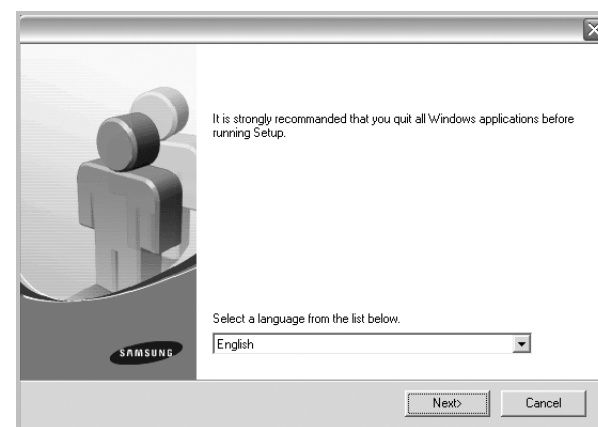 It is strongly recommanded that you quit all Windows applications before
running Setup.
Select a language from the list below.
English
SAMSUNG
Next>
Cancel